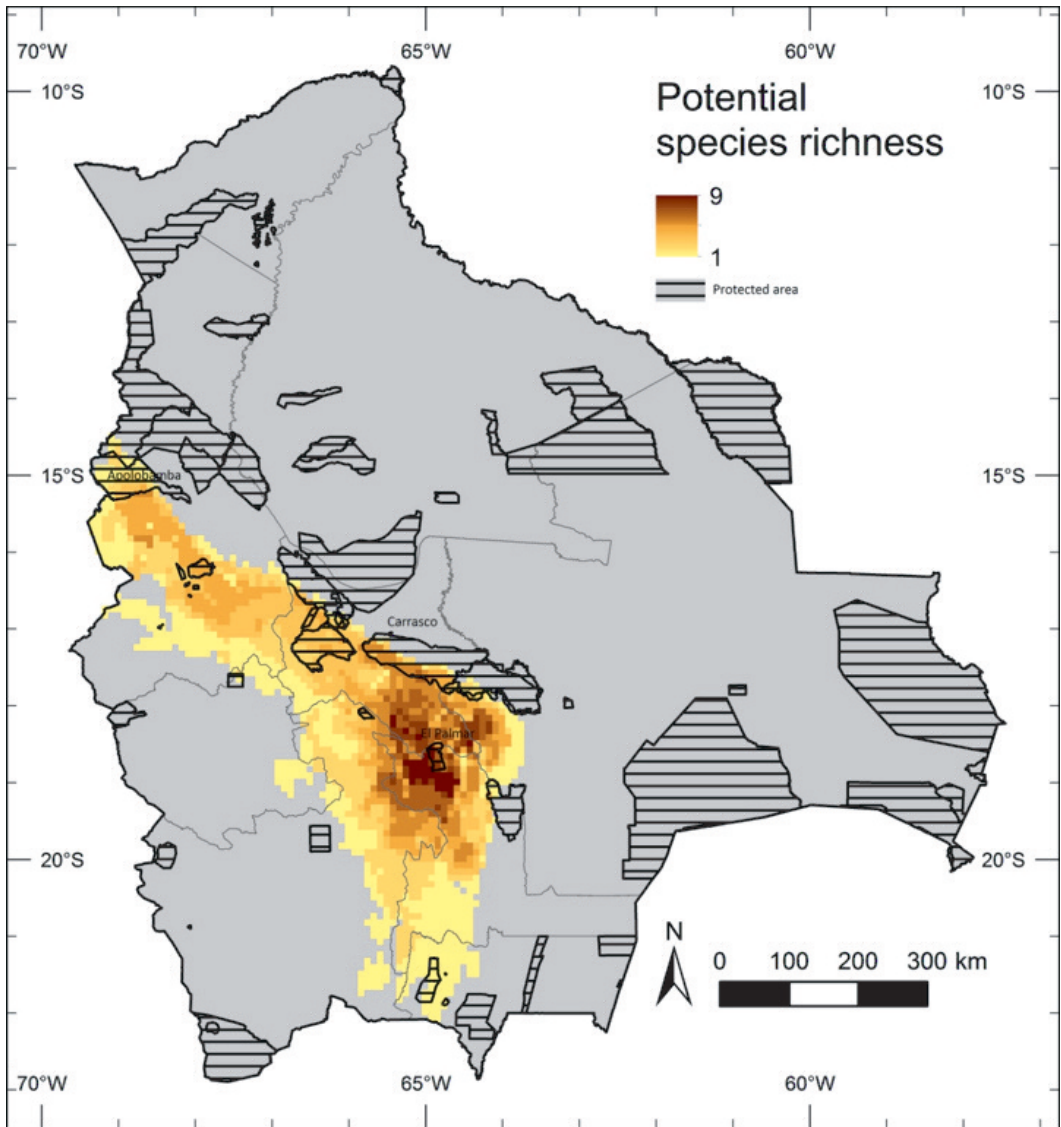 70°W 65°W 60°W
10°S 10°S
Potential
species richness
9
1
Protected area
15°S 15°S
Apolobamba
Carrasco
El Palmar
20°S 20°S
N
0 100 200 300 km
70°W 65°W 60°W